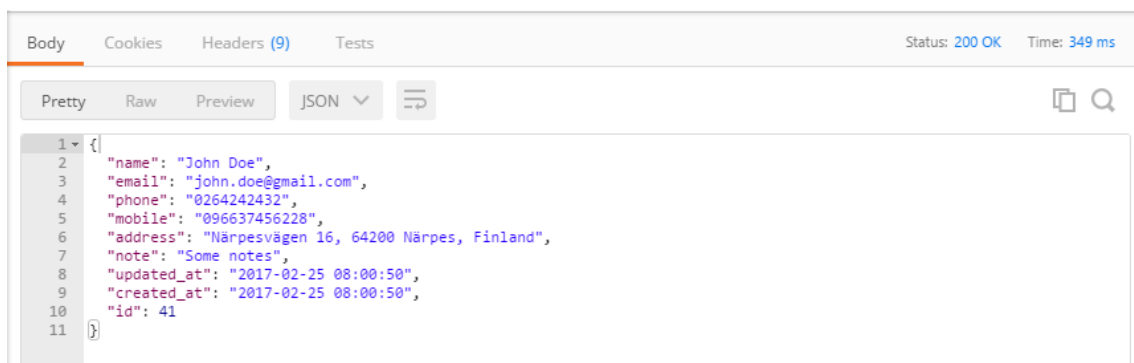 Body Cookies Headers (9) Tests Status: 200 OK Time: 349 ms
Pretty Raw Preview JSON
1 {
2 "name": "John Doe",
3 "email": "john.doe@gmail.com",
4 "phone": "0264242432",
5 "mobile": "096637456228",
6 "address": "Närpesvägen 16, 64200 Närpes, Finland",
7 "note": "Some notes",
8 "updated_at": "2017-02-25 08:00:50",
9 "created_at": "2017-02-25 08:00:50",
10 "id": 41
11 }